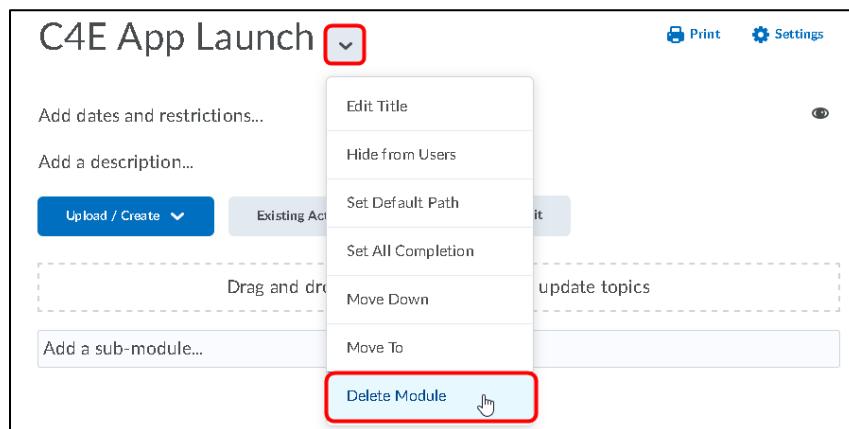 C4E App Launch
Print
Settings
Edit Title
Add dates and restrictions...
Hide from Users
Add a description...
Set Default Path
Upload / Create
Existing
Set All Completion
Drag and
update topics
Move Down
Add a sub-module...
Move To
Delete Module